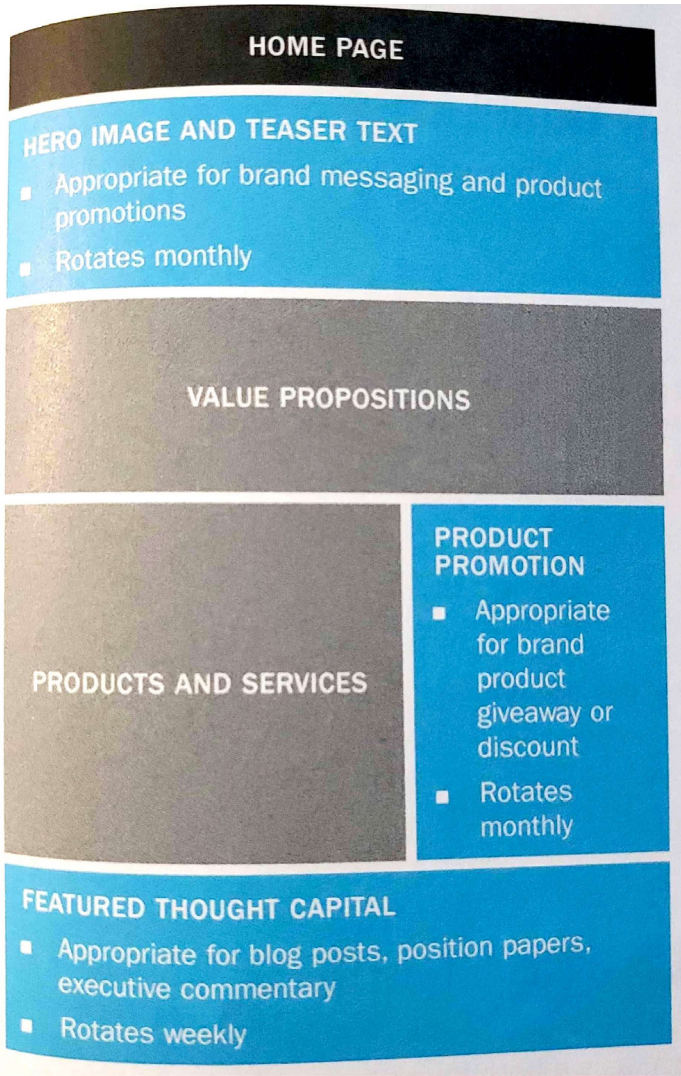 HOME PAGE
HERO IMAGE AND TEASER TEXT
▪ Appropriate for brand messaging and product
promotions
▪ Rotates monthly
VALUE PROPOSITIONS
PRODUCTS AND SERVICES
PRODUCT
PROMOTION
▪ Appropriate
for brand
product
giveaway or
discount
▪ Rotates
monthly
FEATURED THOUGHT CAPITAL
▪ Appropriate for blog posts, position papers,
executive commentary
▪ Rotates weekly